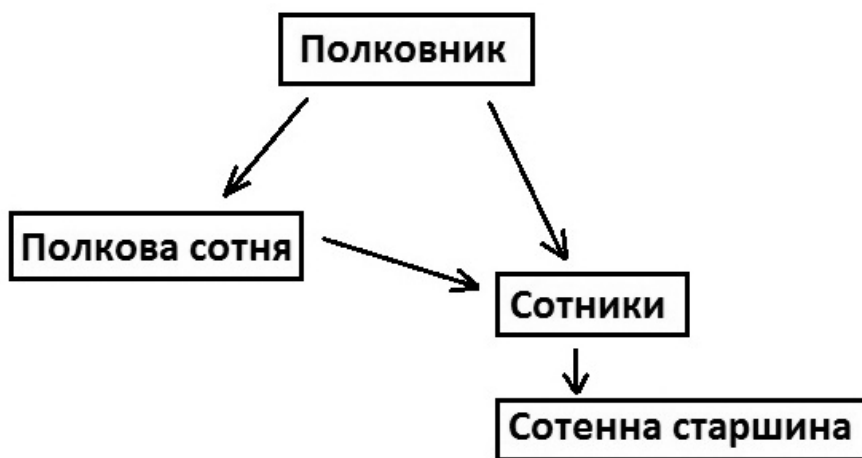 Полковник
Полкова сотня
Сотники
Сотенна старшина